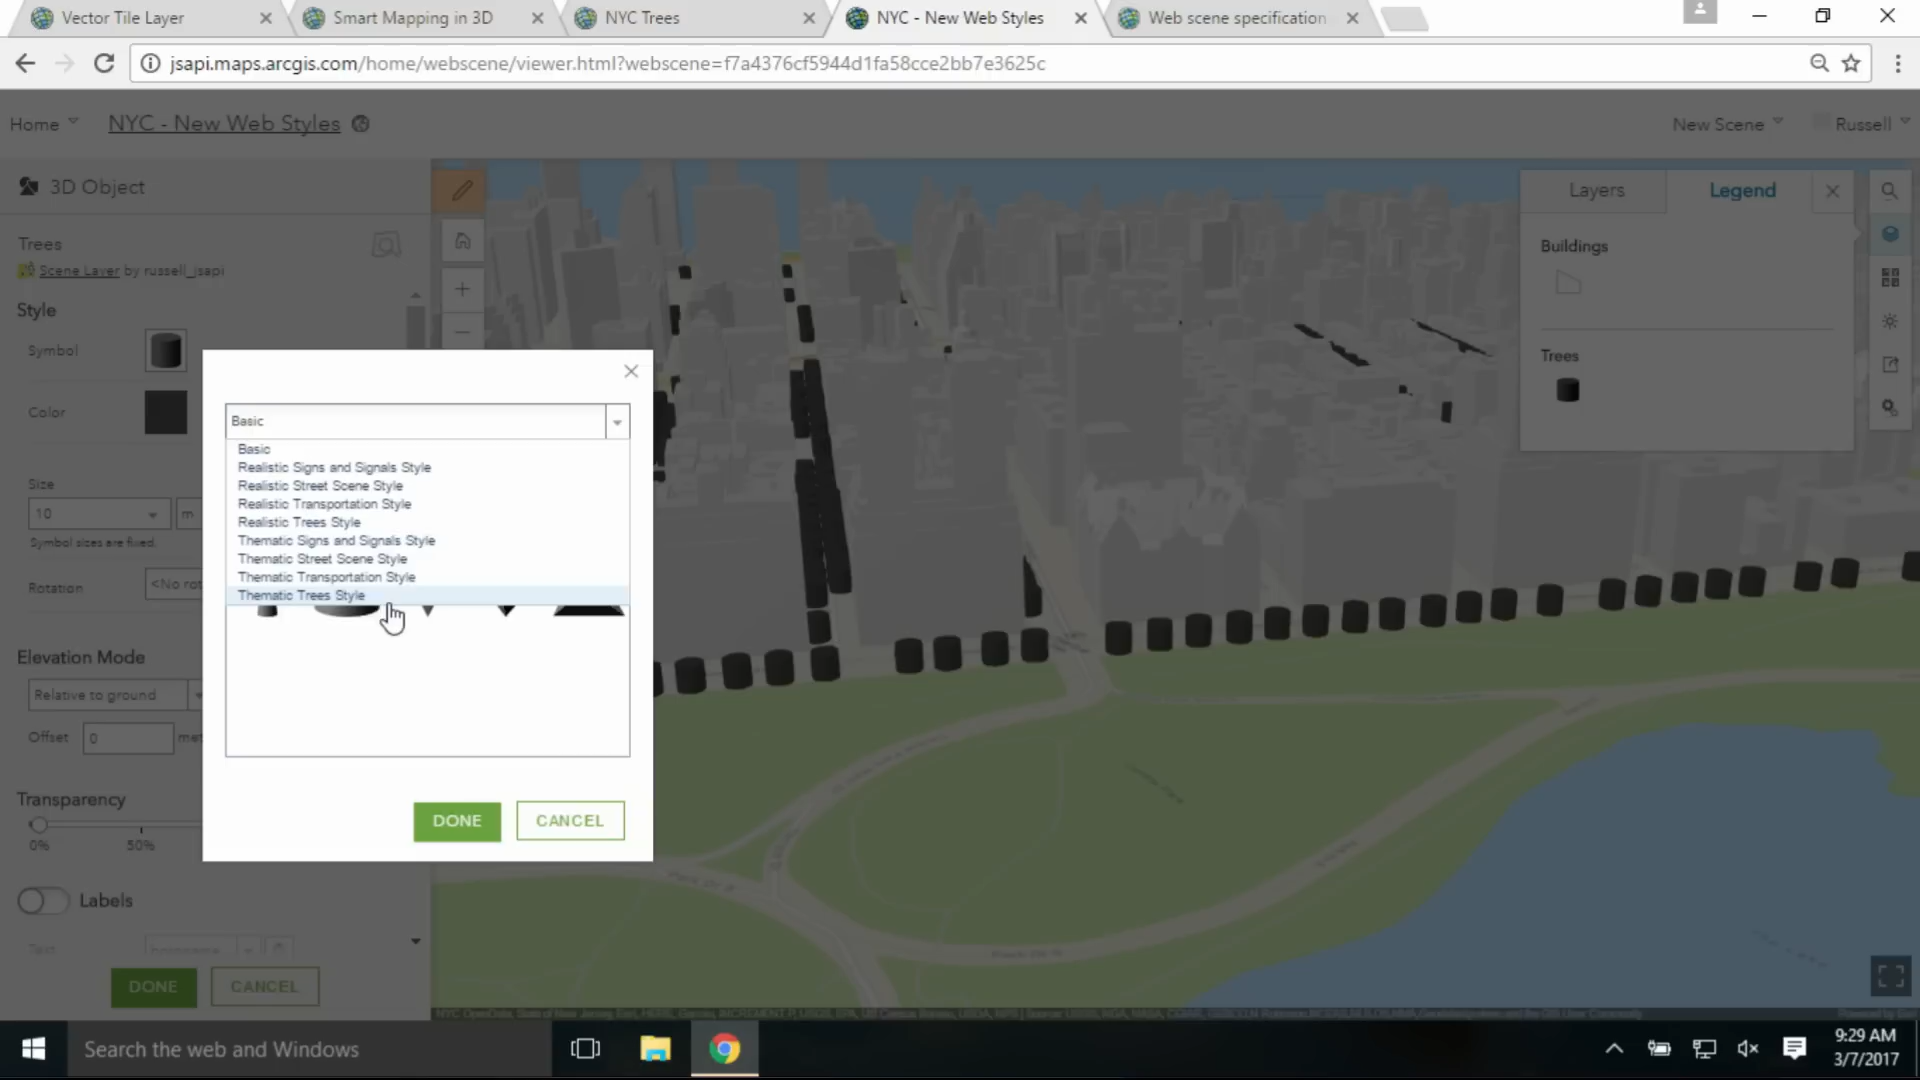 Vector Tile Layer
Smart Mapping in 3D
NYC Trees
NYC - New Web Styles
Web scene specification
jsapi.maps.arcgis.com/home/webscene/viewer.html?webscene=f7a4376cf5944d1fa58cce2bb7e3625c
Home
NYC - New Web Styles
New Scene
Russell
3D Object
Layers
Legend
Trees
Scene Layer by russell_jsapi
Buildings
Style
Symbol
Trees
Color
Basic
Basic
Realistic Signs and Signals Style
Size
Realistic Street Scene Style
10
m
Realistic Transportation Style
Realistic Trees Style
Symbol sizes are fixed.
Thematic Signs and Signals Style
Thematic Street Scene Style
Rotation
<No rot
Thematic Transportation Style
Thematic Trees Style
Elevation Mode
Relative to ground
Offset
0
met
Transparency
0%
50%
DONE
CANCEL
Labels
Text
DONE
CANCEL
Search the web and Windows
9:29 AM
3/7/2017